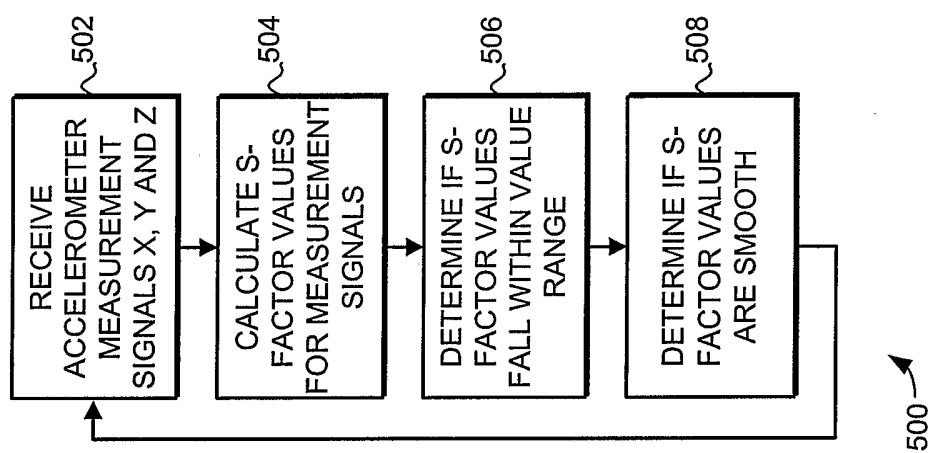 502
RECEIVE
ACCELEROMETER
MEASUREMENT
SIGNALS X, Y AND Z
504
CALCULATE S-
FACTOR VALUES
FOR MEASUREMENT
SIGNALS
506
DETERMINE IF S-
FACTOR VALUES
FALL WITHIN VALUE
RANGE
508
DETERMINE IF S-
FACTOR VALUES
ARE SMOOTH
500